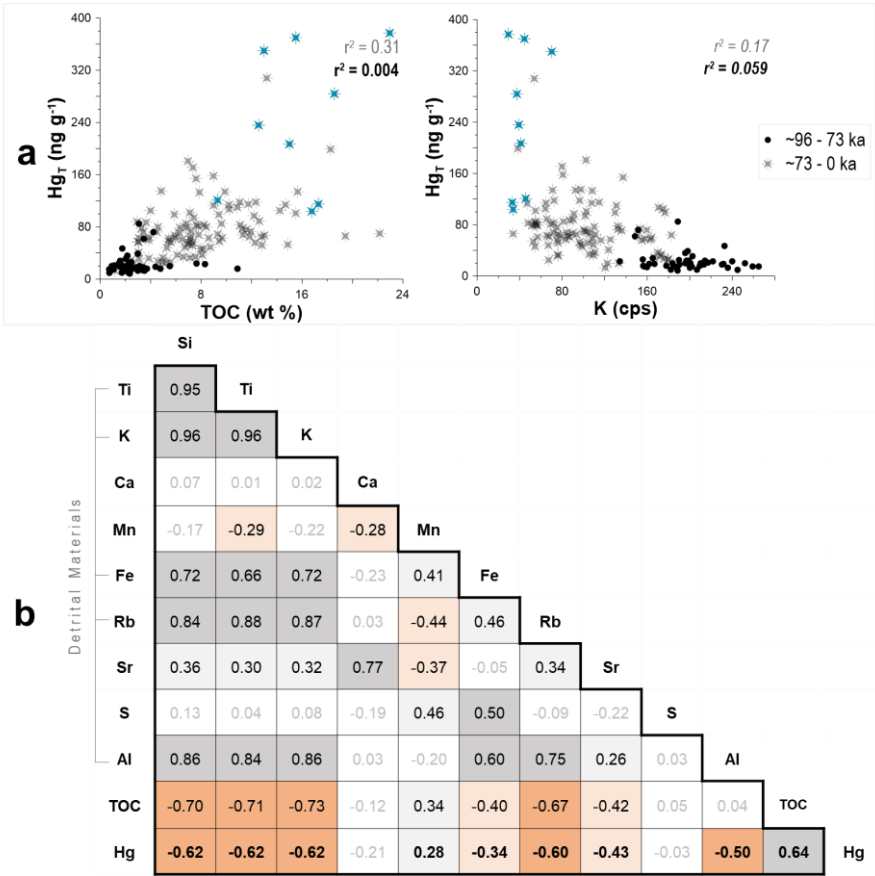 a
400
320
240
160
80
0
HgT (ng g-1)
r² = 0.31
r² = 0.004
0
8
16
24
TOC (wt %)
400
320
240
160
80
0
HgT (ng g-1)
r² = 0.17
r² = 0.059
0
80
160
240
K (cps)
~96 - 73 ka
~73 - 0 ka
b
Detrital Materials
Si
Ti 0.95 Ti
K 0.96 0.96 K
Ca 0.07 0.01 0.02 Ca
Mn -0.17 -0.29 -0.22 -0.28 Mn
Fe 0.72 0.66 0.72 -0.23 0.41 Fe
Rb 0.84 0.88 0.87 0.03 -0.44 0.46 Rb
Sr 0.36 0.30 0.32 0.77 -0.37 -0.05 0.34 Sr
S 0.13 0.04 0.08 -0.19 0.46 0.50 -0.09 -0.22 S
Al 0.86 0.84 0.86 0.03 -0.20 0.60 0.75 0.26 0.03 Al
TOC -0.70 -0.71 -0.73 -0.12 0.34 -0.40 -0.67 -0.42 0.05 0.04 TOC
Hg -0.62 -0.62 -0.62 -0.21 0.28 -0.34 -0.60 -0.43 -0.03 -0.50 0.64 Hg